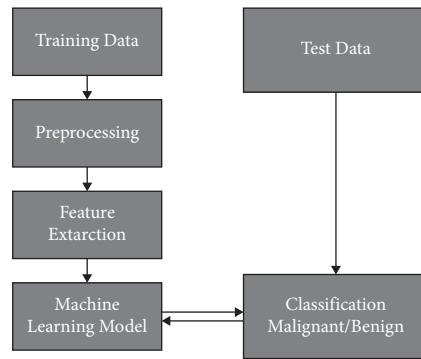 Training Data
Test Data
Preprocessing
Feature
Extarction
Machine
Learning Model
Classification
Malignant/Benign